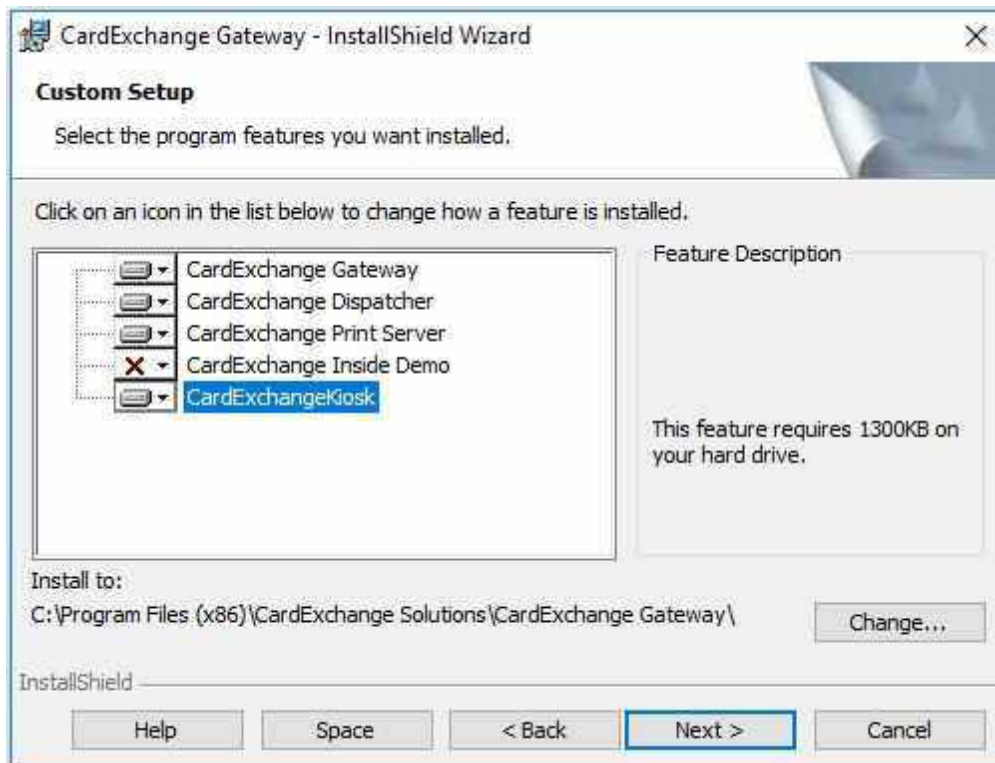 CardExchange Gateway - InstallShield Wizard
Custom Setup
Select the program features you want installed.
Click on an icon in the list below to change how a feature is installed.
CardExchange Gateway
CardExchange Dispatcher
CardExchange Print Server
CardExchange Inside Demo
CardExchangeKiosk
Feature Description
This feature requires 1300KB on
your hard drive.
Install to:
C:\Program Files (x86)\CardExchange Solutions\CardExchange Gateway\
Change...
InstallShield
Help
Space
< Back
Next >
Cancel